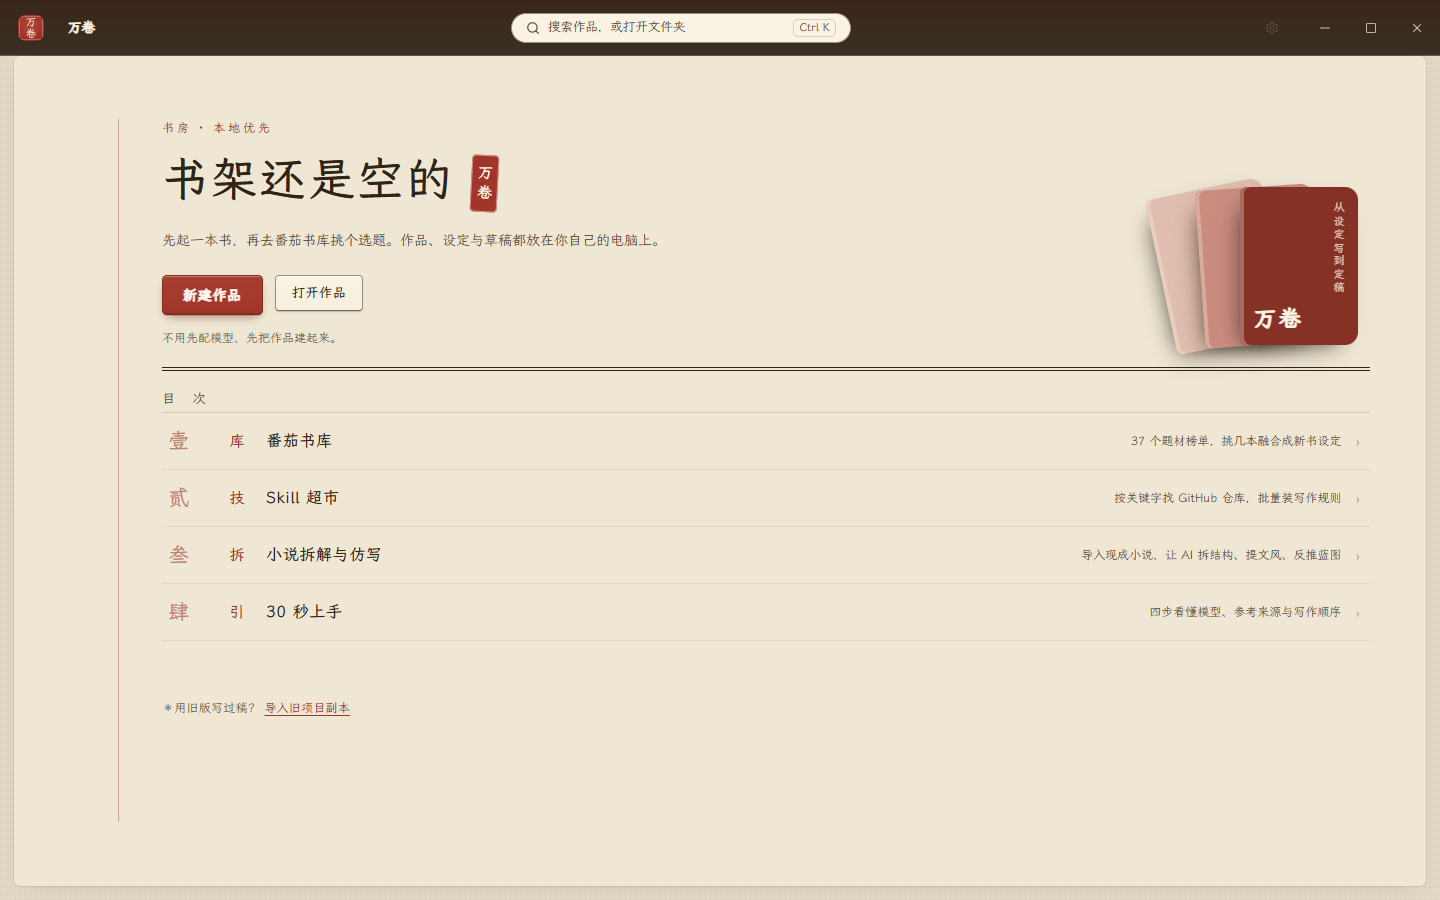 万卷
万卷
搜索作品，或打开文件夹
Ctrl K
书房 · 本地优先
书架还是空的
万卷
先起一本书，再去番茄书库挑个选题。作品、设定与草稿都放在你自己的电脑上。
新建作品
打开作品
不用先配模型，先把作品建起来。
从设定写到定稿
万卷
目 次
壹 库 番茄书库 37 个题材榜单，挑几本融合成新书设定 ›
贰 技 Skill 超市 按关键字找 GitHub 仓库，批量装写作规则 ›
叁 拆 小说拆解与仿写 导入现成小说，让 AI 拆结构、提文风、反推蓝图 ›
肆 引 30 秒上手 四步看懂模型、参考来源与写作顺序 ›
*用旧版写过稿？ 导入旧项目副本